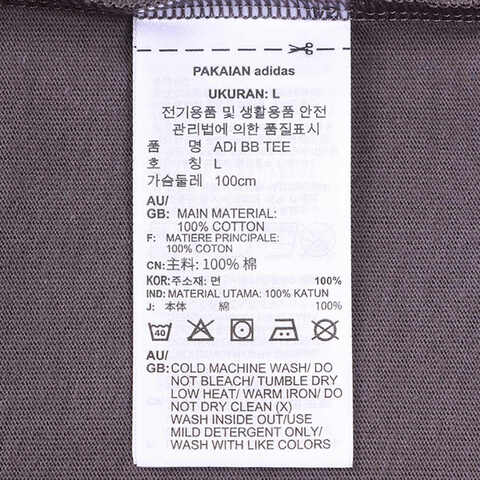 PAKAIAN adidas
UKURAN: L
전기용품 및 생활용품 안전
관리법에 의한 품질표시
품 명 ADI BB TEE
호 칭 L
가슴둘레 100cm
AU/
GB: MAIN MATERIAL:
100% COTTON
F: MATIERE PRINCIPALE:
100% COTON
CN: 主料: 100% 棉
KOR: 주소재: 면 100%
IND: MATERIAL UTAMA: 100% KATUN
J: 本体 綿 100%
40
AU/
GB: COLD MACHINE WASH/ DO
NOT BLEACH/ TUMBLE DRY
LOW HEAT/ WARM IRON/ DO
NOT DRY CLEAN (X)
WASH INSIDE OUT/ USE
MILD DETERGENT ONLY/
WASH WITH LIKE COLORS